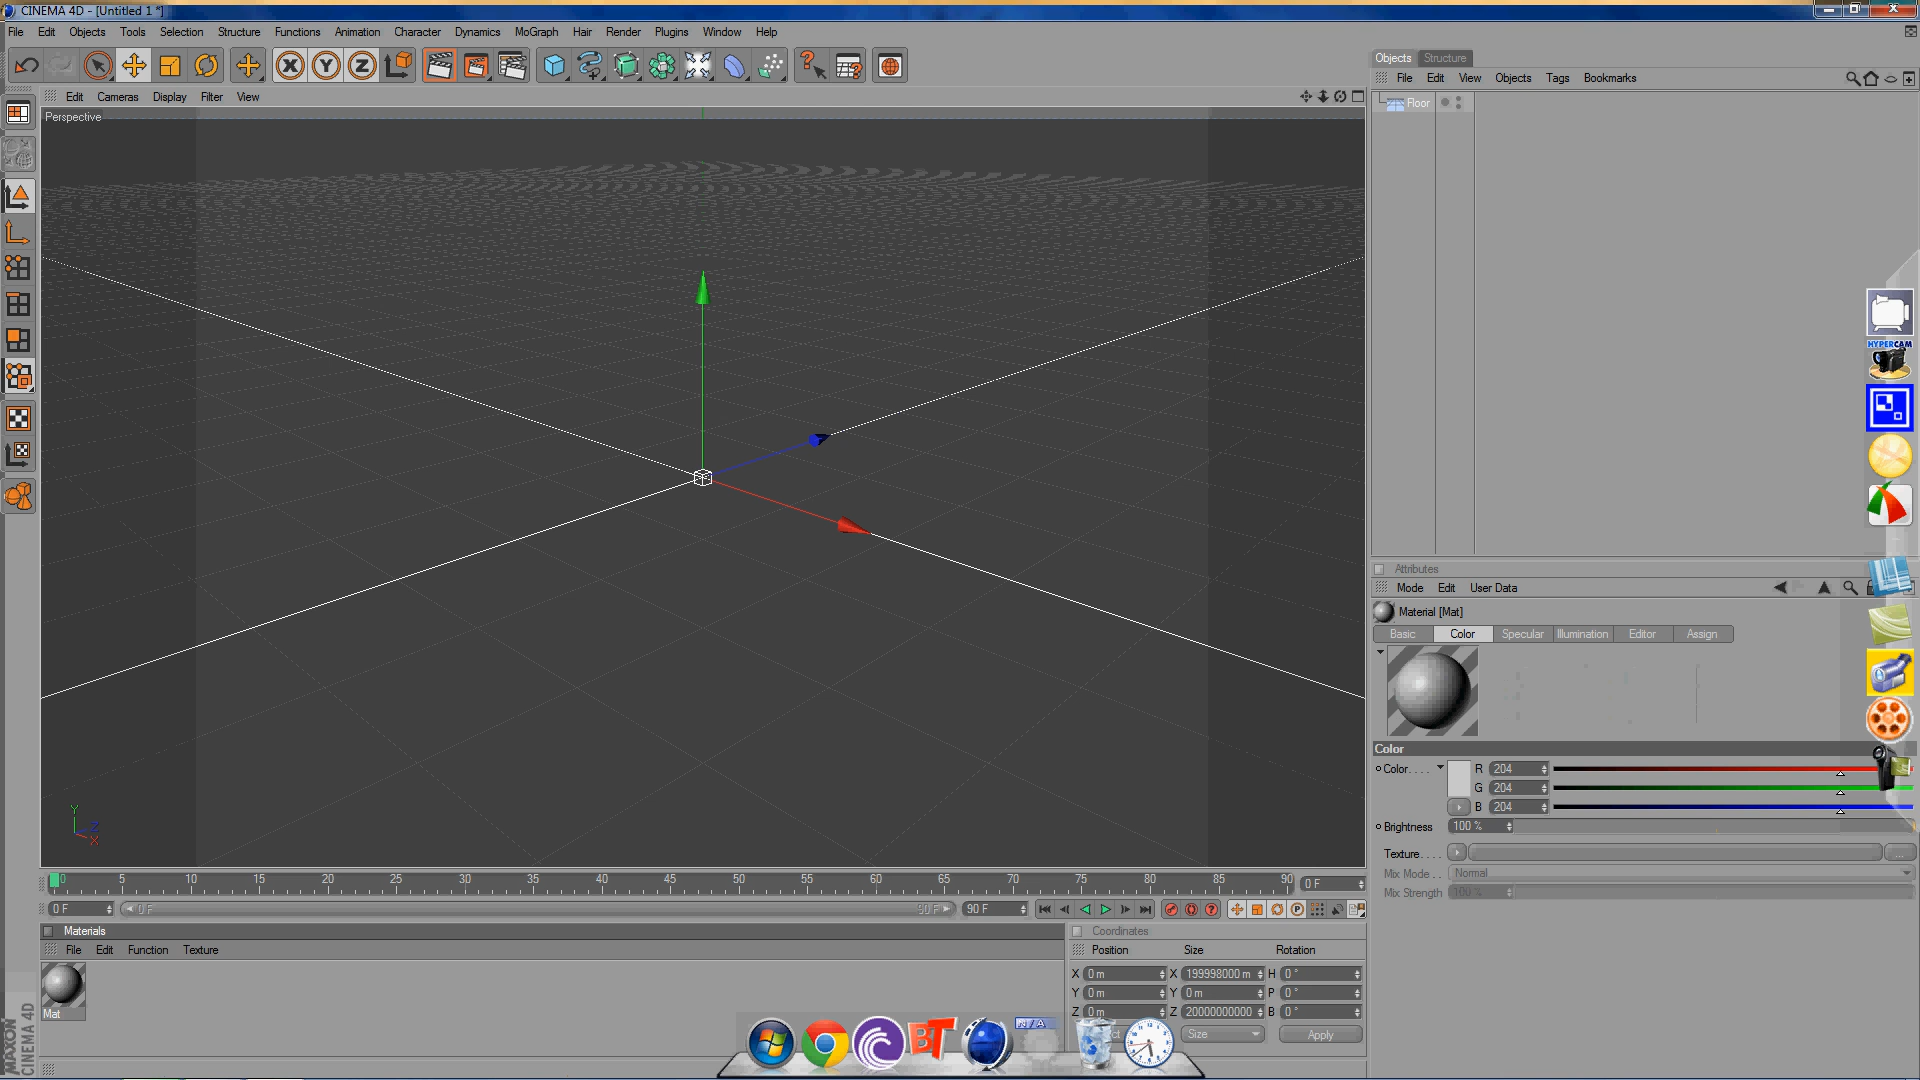 CINEMA 4D - [Untitled 1 *]
File Edit Objects Tools Selection Structure Functions Animation Character Dynamics MoGraph Hair Render Plugins Window Help
X Y Z
Objects Structure
File Edit View Objects Tags Bookmarks
Edit Cameras Display Filter View
Floor
Perspective
HYPERCAM
Attributes
Mode Edit User Data
Material [Mat]
Basic Color Specular Illumination Editor Assign
Color
Color. . . . R 204
G 204
B 204
Brightness 100 %
Texture. . . .
Mix Mode . . Normal
Mix Strength 100 %
Y
Z
X
0 5 10 15 20 25 30 35 40 45 50 55 60 65 70 75 80 85 90 0 F
0 F 0 F 90 F 90 F
Materials
File Edit Function Texture
Mat
Coordinates
Position Size Rotation
X 0 m X 199998000 m H 0 °
Y 0 m Y 0 m P 0 °
Z 0 m Z 20000000000 B 0 °
ct Size Apply
BT
N/A
MAXON
CINEMA 4D